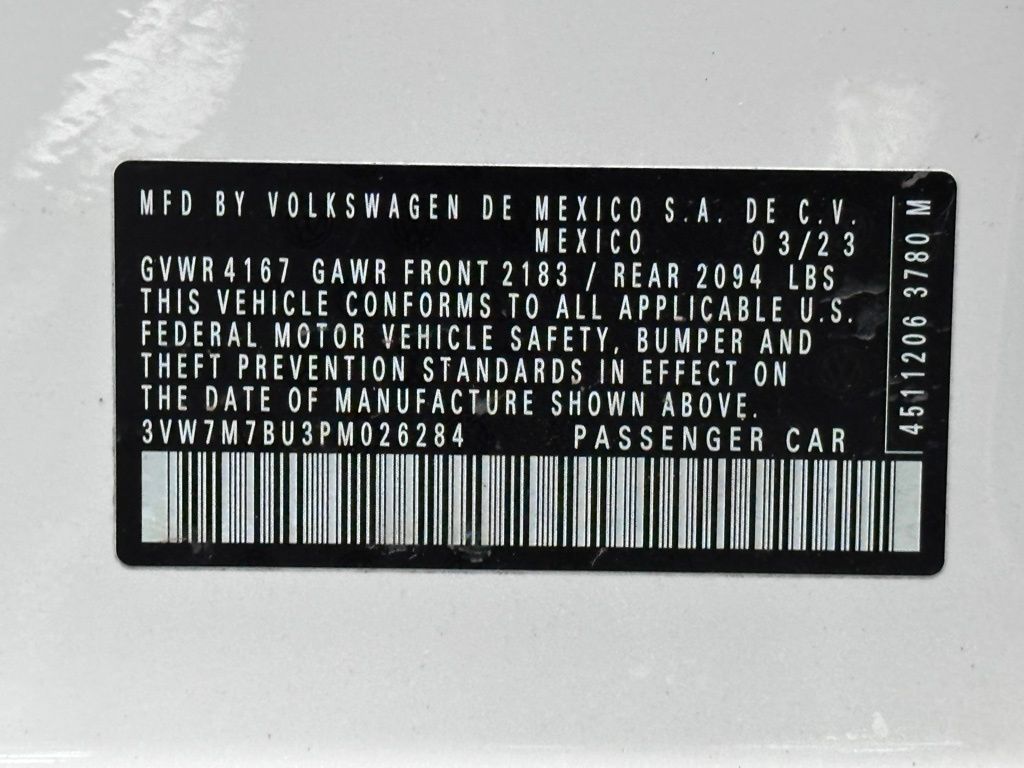 MFD BY VOLKSWAGEN DE MEXICO S.A. DE C.V.
MEXICO 03/23
GVWR 4167 GAWR FRONT 2183 / REAR 2094 LBS
THIS VEHICLE CONFORMS TO ALL APPLICABLE U.S.
FEDERAL MOTOR VEHICLE SAFETY, BUMPER AND
THEFT PREVENTION STANDARDS IN EFFECT ON
THE DATE OF MANUFACTURE SHOWN ABOVE.
3VW7M7BU3PM026284 PASSENGER CAR
4511206 3780 M